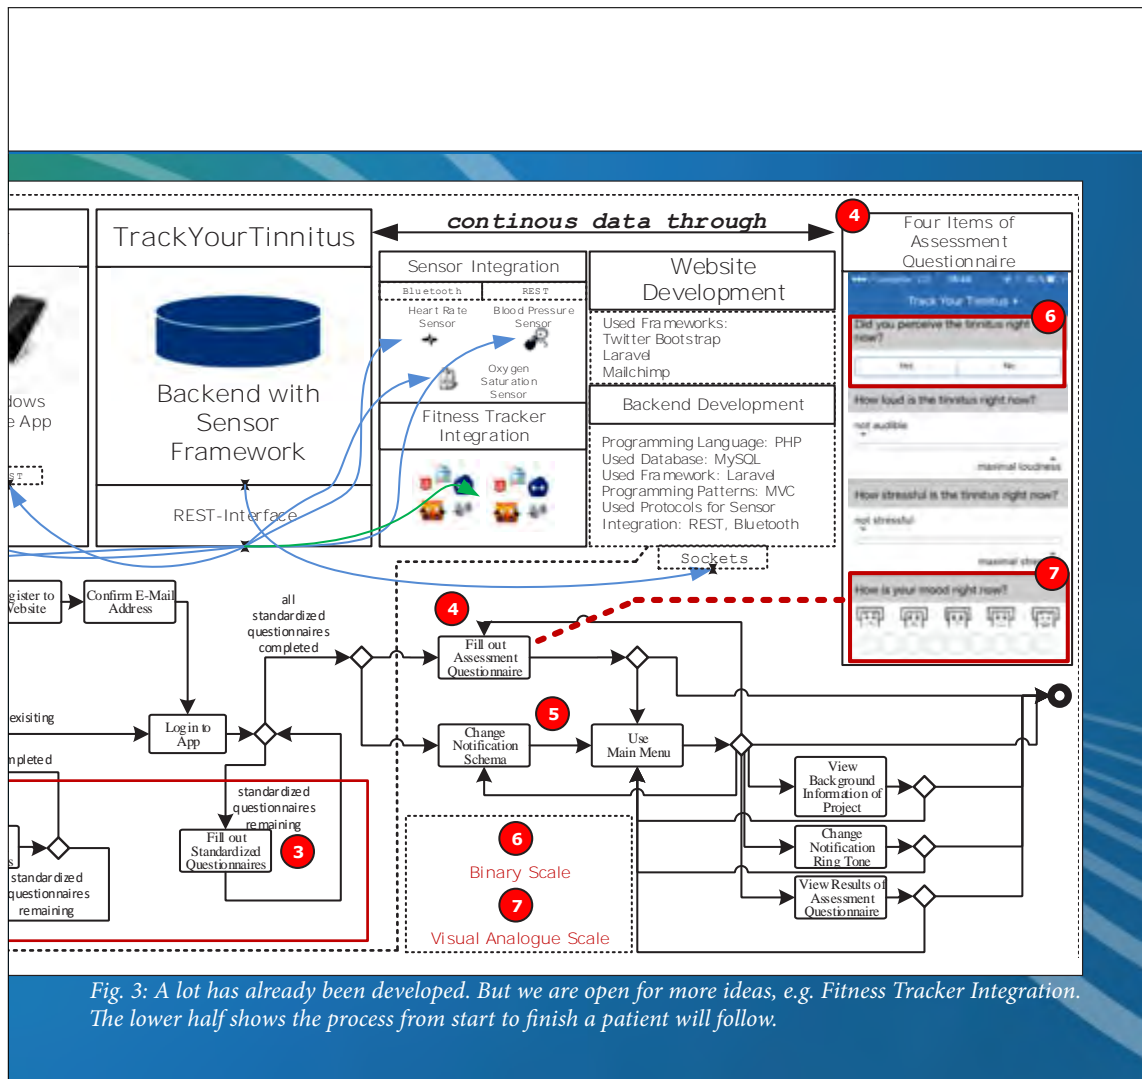 continous data through
4
TrackYourTinnitus
Backend with
Sensor
Framework
REST-Interface
dows
e App
ST
Sensor Integration
Bluetooth
REST
Heart Rate
Sensor
Blood Pressure
Sensor
Oxygen
Saturation
Sensor
Fitness Tracker
Integration
Website
Development
Used Frameworks:
Twitter Bootstrap
Laravel
Mailchimp
Backend Development
Programming Language: PHP
Used Database: MySQL
Used Framework: Laravel
Programming Patterns: MVC
Used Protocols for Sensor
Integration: REST, Bluetooth
Sockets
Four Items of
Assessment
Questionnaire
Track Your Tinnitus
6
Did you perceive the tinnitus right
now?
Yes
No
How loud is the tinnitus right now?
not audible
maximal loudness
How stressful is the tinnitus right now?
not stressful
maximal
7
How is your mood right now?
gister to
Website
Confirm E-Mail
Address
all
standardized
questionnaires
completed
4
Fill out
Assessment
Questionnaire
exisiting
Login to
App
5
Change
Notification
Schema
Use
Main Menu
mpleted
standardized
questionnaires
remaining
Fill out
Standardized
Questionnaires
3
s
standardized
questionnaires
remaining
View
Background
Information of
Project
Change
Notification
Ring Tone
View Results of
Assessment
Questionnaire
6
Binary Scale
7
Visual Analogue Scale
Fig. 3: A lot has already been developed. But we are open for more ideas, e.g. Fitness Tracker Integration.
The lower half shows the process from start to finish a patient will follow.